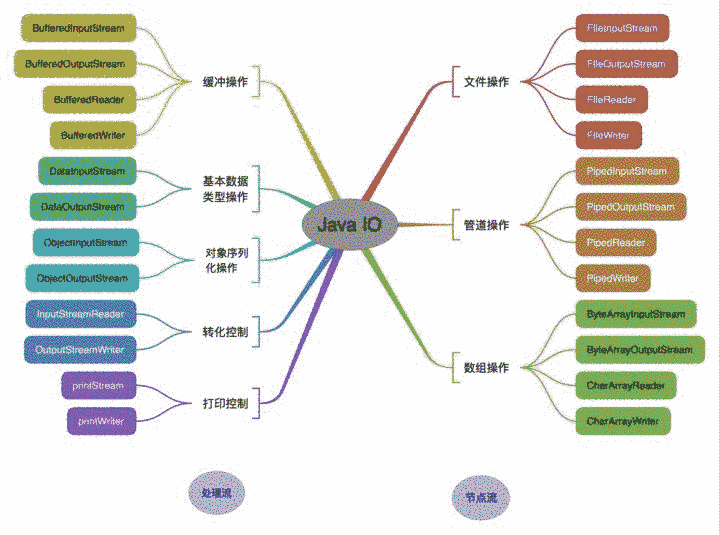 BufferedInputStream
BufferedOutputStream
BufferedReader
BufferedWriter
缓冲操作
DataInputStream
DataOutputStream
基本数据
类型操作
ObjectInputStream
ObjectOutputStream
对象序列
化操作
InputStreamReader
OutputStreamWriter
转化控制
printStream
printWriter
打印控制
Java IO
文件操作
FileInputStream
FileOutputStream
FileReader
FileWriter
管道操作
PipedInputStream
PipedOutputStream
PipedReader
PipedWriter
数组操作
ByteArrayInputStream
ByteArrayOutputStream
CharArrayReader
CharArrayWriter
处理流
节点流